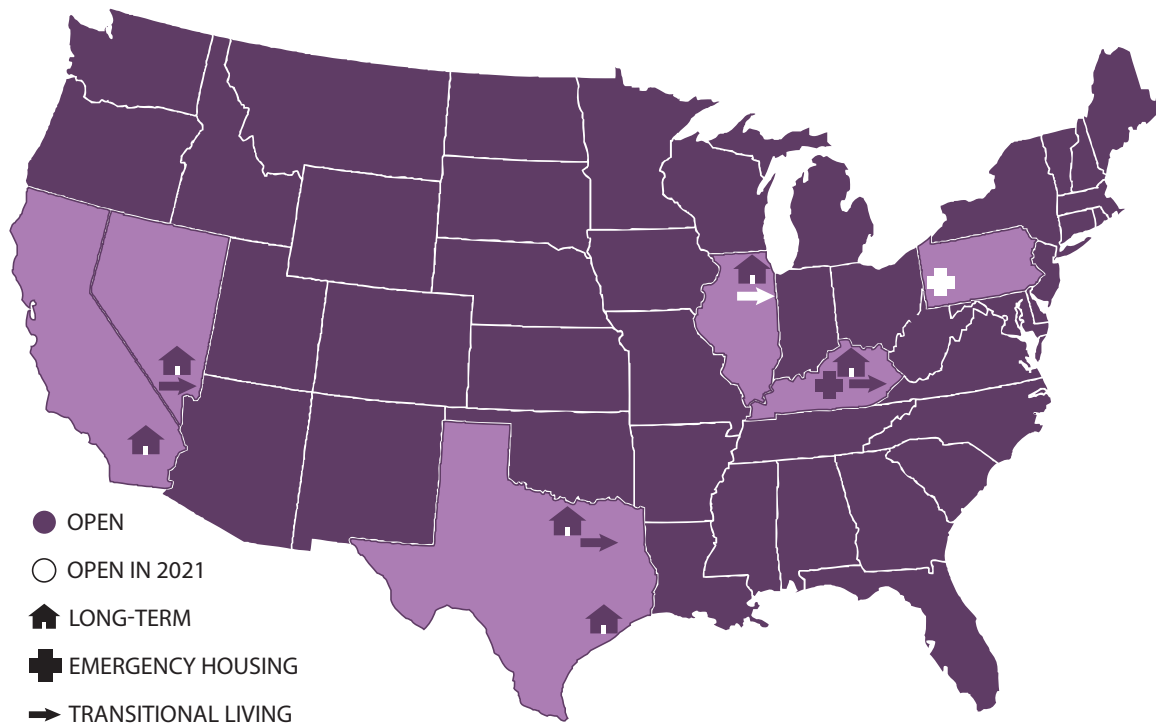 OPEN
OPEN IN 2021
LONG-TERM
EMERGENCY HOUSING
TRANSITIONAL LIVING